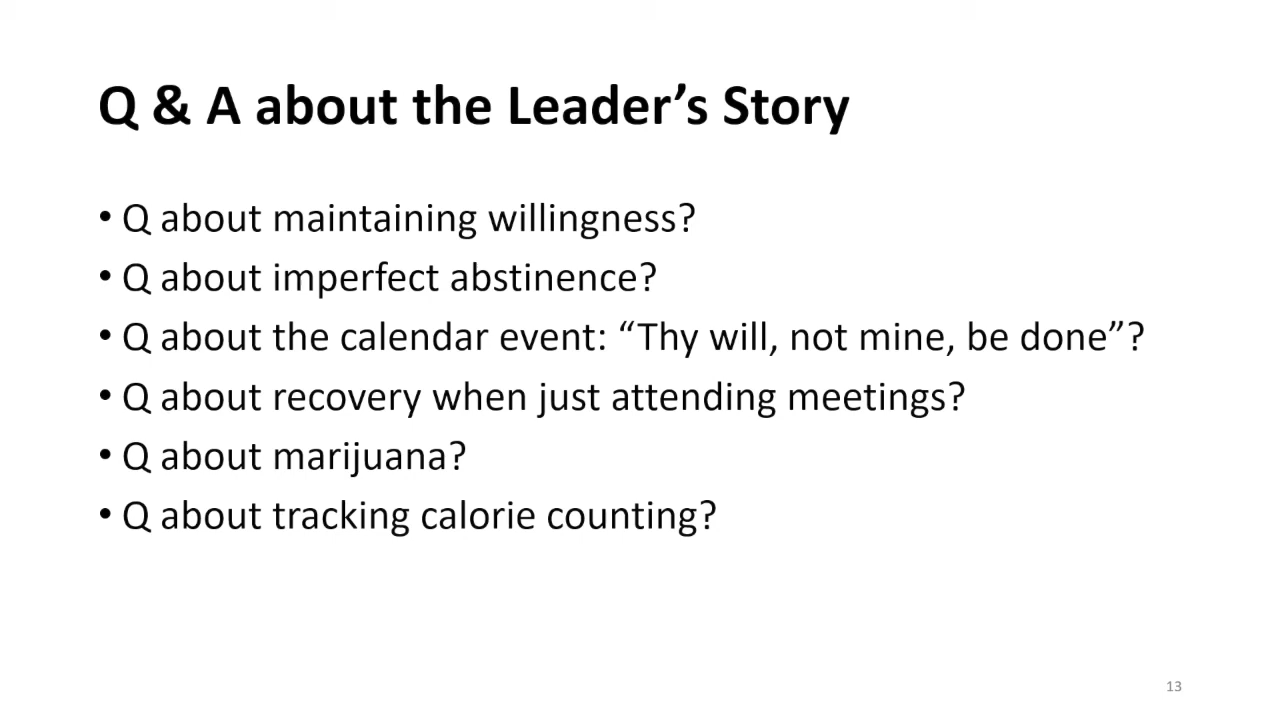 Q & A about the Leader’s Story
• Q about maintaining willingness?
• Q about imperfect abstinence?
• Q about the calendar event: “Thy will, not mine, be done”?
• Q about recovery when just attending meetings?
• Q about marijuana?
• Q about tracking calorie counting?
13